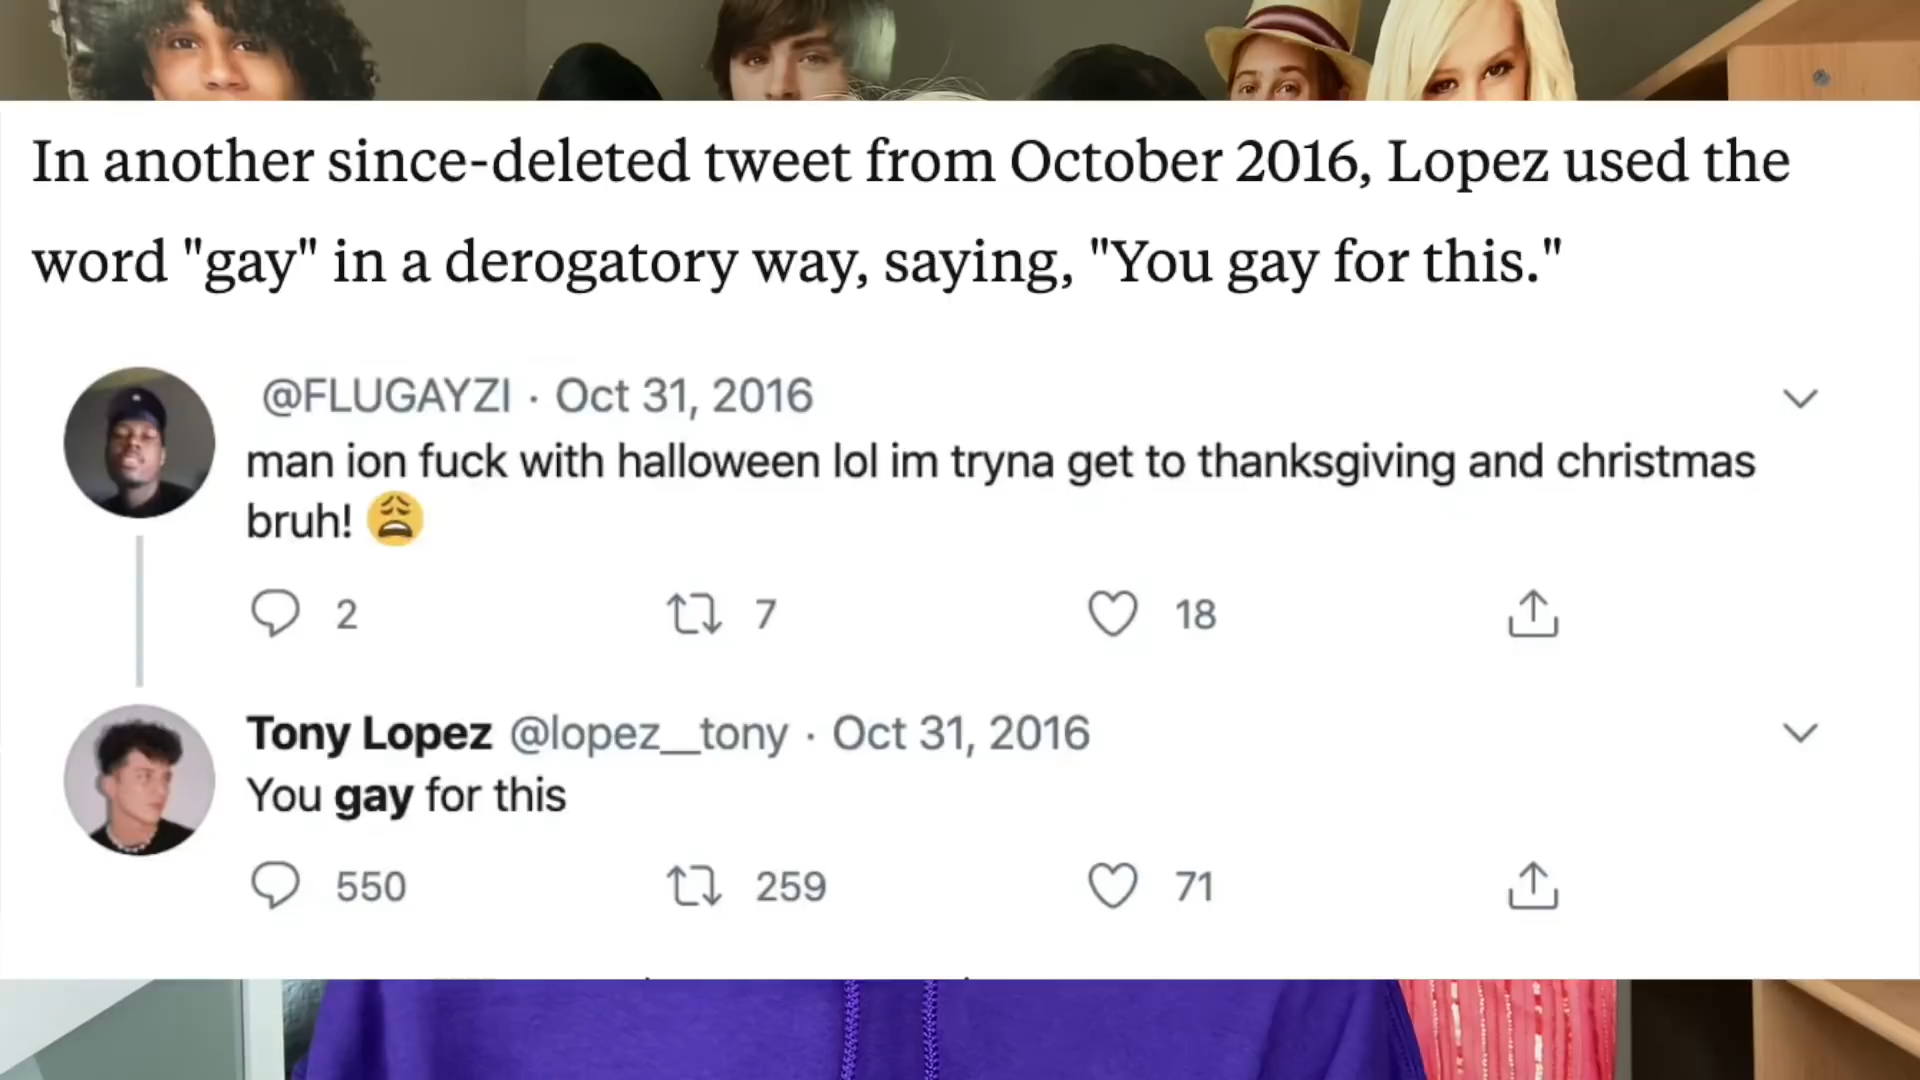 In another since-deleted tweet from October 2016, Lopez used the
word "gay" in a derogatory way, saying, "You gay for this."
@FLUGAYZI · Oct 31, 2016
man ion fuck with halloween lol im tryna get to thanksgiving and christmas
bruh! 😩
2 7 18
Tony Lopez @lopez__tony · Oct 31, 2016
You gay for this
550 259 71